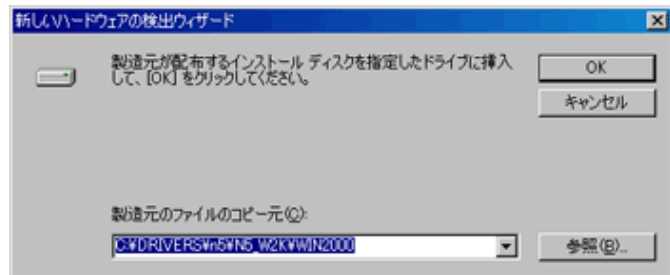 新しいハードウェアの検出ウィザード
製造元が配布するインストール ディスクを指定したドライブに挿入
して、[OK] をクリックしてください。
OK
キャンセル
製造元のファイルのコピー元(C):
C:¥DRIVERS¥n5¥N5_W2K¥WIN2000
参照(B)...